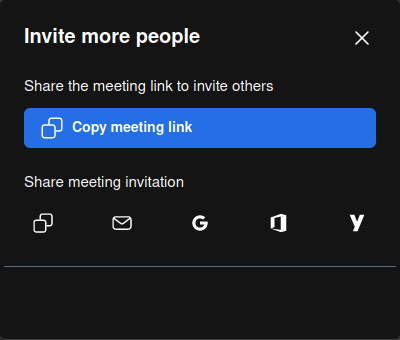 Invite more people
Share the meeting link to invite others
Copy meeting link
Share meeting invitation